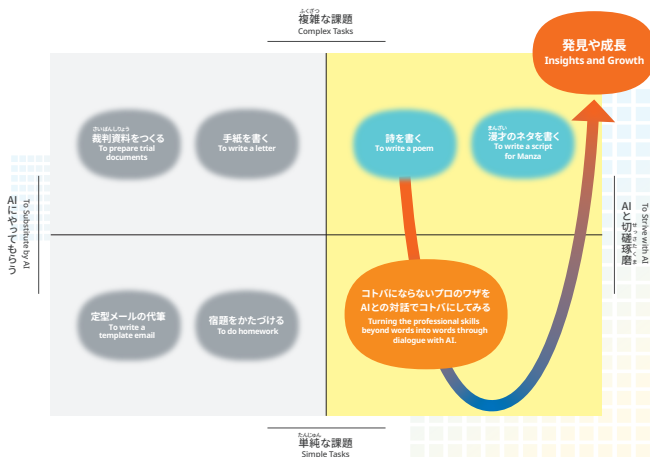 ふくざつ
複雑な課題
Complex Tasks
発見や成長
Insights and Growth
さいばんしりょう
裁判資料をつくる
To prepare trial
documents
手紙を書く
To write a letter
詩を書く
To write a poem
まんざい
漫才のネタを書く
To write a script
for Manza
AIにやってもらう
To Substitute by AI
AIと切磋琢磨
せっさたくま
To Strive with AI
定型メールの代筆
To write a
template email
宿題をかたづける
To do homework
コトバにならないプロのワザを
AIとの対話でコトバにしてみる
Turning the professional skills
beyond words into words through
dialogue with AI.
たんじゅん
単純な課題
Simple Tasks